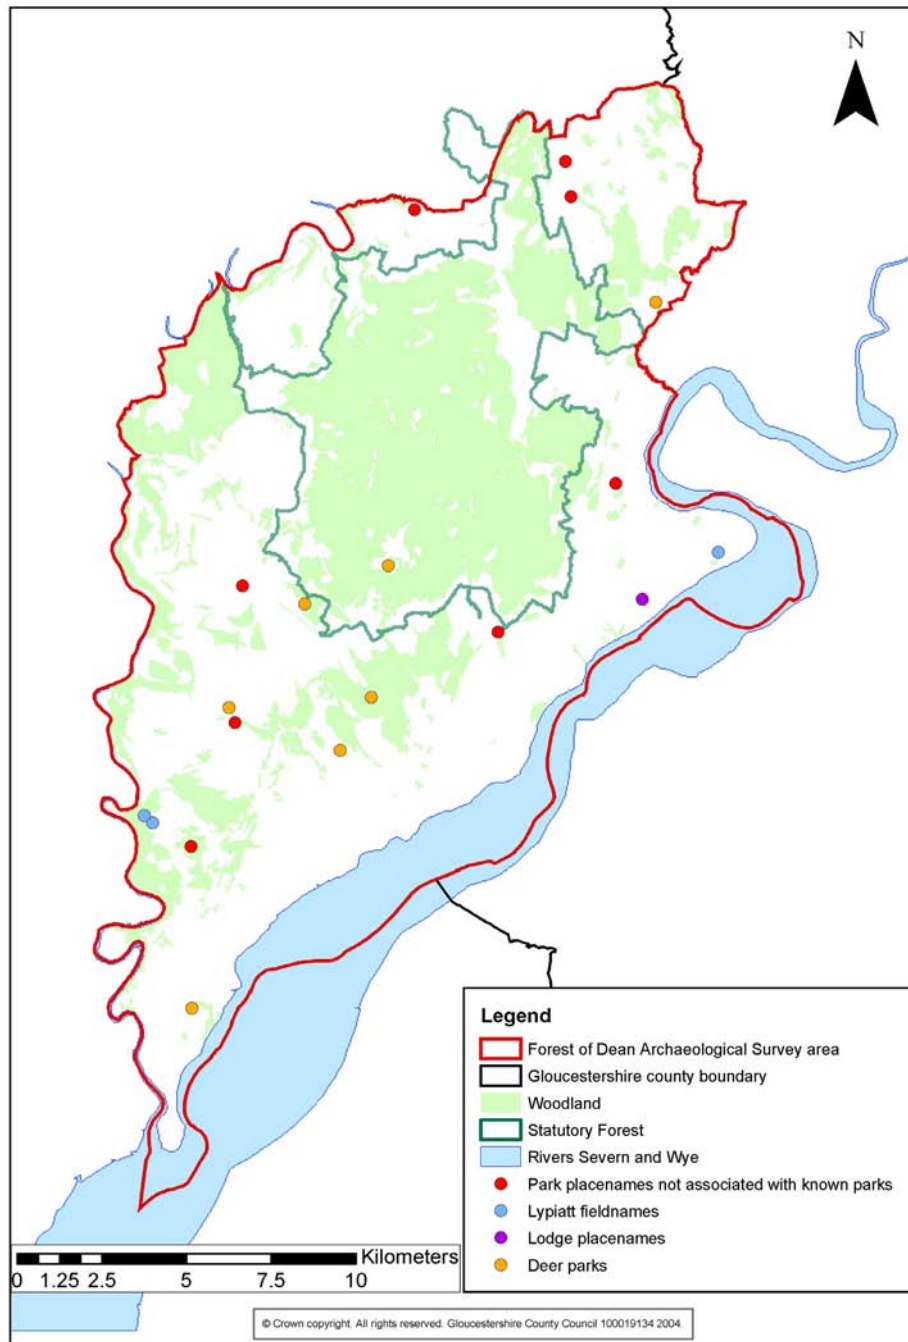 N
Legend
Forest of Dean Archaeological Survey area
Gloucestershire county boundary
Woodland
Statutory Forest
Rivers Severn and Wye
Park placenames not associated with known parks
Lypiatt fieldnames
Lodge placenames
Deer parks
Kilometers
0 1.25 2.5 5 7.5 10
© Crown copyright. All rights reserved. Gloucestershire County Council 100019134 2004.